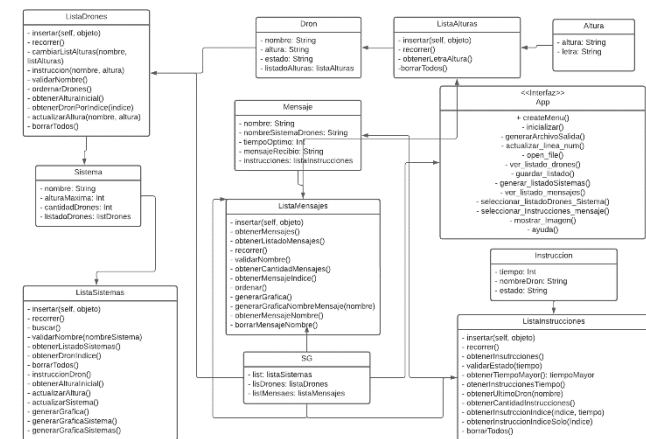 ListaDrones
- insertar(self, objeto)
- recorrer()
- cambiarListAlturas(nombre,
listAlturas)
- instruccion(nombre, altura)
- validarNombre()
- ordernarDrones()
- obtenerAlturaInicial()
- obtenerDronPorIndice(indice)
- actualizarAltura(nombre, altura)
- borrarTodos()
Dron
- nombre: String
- altura: String
- estado: String
- listadoAlturas: listaAlturas
ListaAlturas
- insertar(self, objeto)
- recorrer()
- obtenerLetraAltura()
-borrarTodos()
Altura
- altura: String
- letra: String
Mensaje
- nombre: String
- nombreSistemaDrones: String
- tiempoOptimo: Int
- mensajeRecibio: String
- instrucciones: listaInstrucciones
<<Interfaz>>
App
+ createMenu()
- inicializar()
- generarArchivoSalida()
- actualizar_linea_num()
- open_file()
- ver_listado_drones()
- guardar_listado()
- generar_listadoSistemas()
- ver_listado_mensajes()
- seleccionar_listadoDrones_Sistema()
- seleccionar_Instrucciones_mensaje()
- mostrar_Imagen()
- ayuda()
Sistema
- nombre: String
- alturaMaxima: Int
- cantidadDrones: Int
- listadoDrones: listDrones
ListaMensajes
-insertar(self, objeto)
- obtenerMensajes()
- obtenerListadoMensajes()
- recorrer()
- validarNombre()
- obtenerCantidadMensajes()
- obtenerMensajeIndice()
- ordenar()
- generarGrafica()
- generarGraficaNombreMensaje(nombre)
- obtenerMensajeNombre()
- borrarMensajeNombre()
Instruccion
- tiempo: Int
- nombreDron: String
- estado: String
ListaSistemas
- insertar(self, objeto)
- recorrer()
- buscar()
- validarNombre(nombreSistema)
- obtenerListadoSistemas()
- obtenerDronIndice()
- borrarTodos()
- instruccionDron()
- obtenerAlturaInicial()
- actualizarAltura()
- actualizarSistema()
- generarGrafica()
- generarGraficaSistema()
- generarGraficaSistemas()
SG
- list: listaSistemas
- lisDrones: listaDrones
- listMensaes: listaMensajes
ListaInstrucciones
- insertar(self, objeto)
- recorrer()
- obtenerInsutrcciones()
- validarEstado(tiempo)
- obternerTiempoMayor(): tiempoMayor
- otenerInstruccionesTiempo()
- obtenerUltimoDron(nombre)
- obtenerCantidadInstrucciones()
- obtenerInsutrccionIndice(indice, tiempo)
- obtenerInstruccionIndiceSolo(indice)
- borrarTodos()